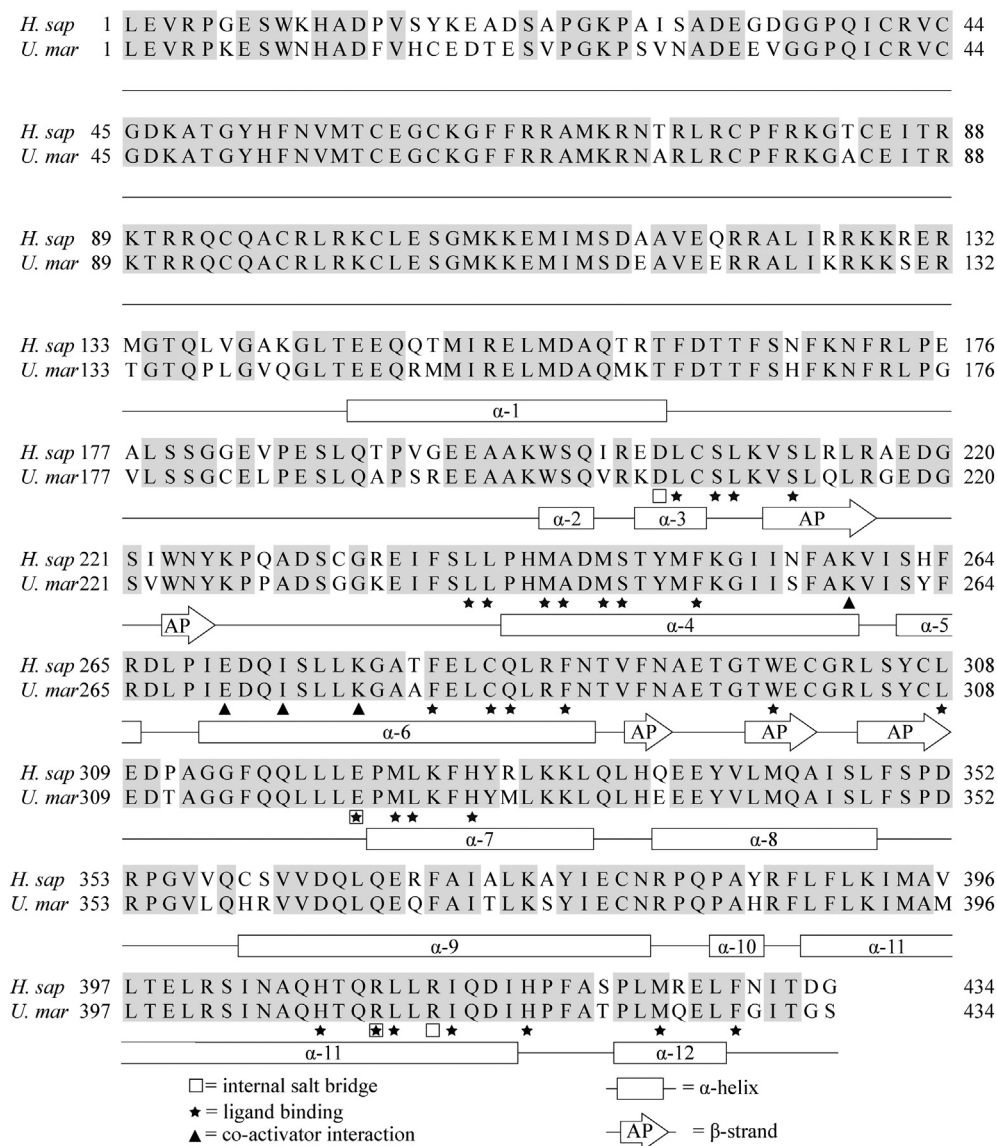 H. sap 1 L E V R P G E S W K H A D P V S Y K E A D S A P G K P A I S A D E G D G G P Q I C R V C 44
U. mar 1 L E V R P K E S W N H A D F V H C E D T E S V P G K P S V N A D E E V G G P Q I C R V C 44
H. sap 45 G D K A T G Y H F N V M T C E G C K G F F R R A M K R N T R L R C P F R K G T C E I T R 88
U. mar 45 G D K A T G Y H F N V M T C E G C K G F F R R A M K R N A R L R C P F R K G A C E I T R 88
H. sap 89 K T R R Q C Q A C R L R K C L E S G M K K E M I M S D A A V E Q R R A L I R R K K R E R 132
U. mar 89 K T R R Q C Q A C R L R K C L E S G M K K E M I M S D E A V E E R R A L I K R K K S E R 132
H. sap 133 M G T Q L V G A K G L T E E Q Q T M I R E L M D A Q T R T F D T T F S N F K N F R L P E 176
U. mar 133 T G T Q P L G V Q G L T E E Q R M M I R E L M D A Q M K T F D T T F S H F K N F R L P G 176
α-1
H. sap 177 A L S S G G E V P E S L Q T P V G E E A A K W S Q I R E D L C S L K V S L R L R A E D G 220
U. mar 177 V L S S G C E L P E S L Q A P S R E E A A K W S Q V R K D L C S L K V S L Q L R G E D G 220
α-2 α-3 AP
H. sap 221 S I W N Y K P Q A D S C G R E I F S L L P H M A D M S T Y M F K G I I N F A K V I S H F 264
U. mar 221 S V W N Y K P P A D S G G K E I F S L L P H M A D M S T Y M F K G I I S F A K V I S Y F 264
AP α-4 α-5
H. sap 265 R D L P I E D Q I S L L K G A T F E L C Q L R F N T V F N A E T G T W E C G R L S Y C L 308
U. mar 265 R D L P I E D Q I S L L K G A A F E L C Q L R F N T V F N A E T G T W E C G R L S Y C L 308
α-6 AP AP AP
H. sap 309 E D P A G G F Q Q L L L E P M L K F H Y R L K K L Q L H Q E E Y V L M Q A I S L F S P D 352
U. mar 309 E D T A G G F Q Q L L L E P M L K F H Y M L K K L Q L H E E E Y V L M Q A I S L F S P D 352
α-7 α-8
H. sap 353 R P G V V Q C S V V D Q L Q E R F A I A L K A Y I E C N R P Q P A Y R F L F L K I M A V 396
U. mar 353 R P G V L Q H R V V D Q L Q E Q F A I T L K S Y I E C N R P Q P A H R F L F L K I M A M 396
α-9 α-10 α-11
H. sap 397 L T E L R S I N A Q H T Q R L L R I Q D I H P F A S P L M R E L F N I T D G 434
U. mar 397 L T E L R S I N A Q H T Q R L L R I Q D I H P F A T P L M Q E L F G I T G S 434
α-11 α-12
□= internal salt bridge
★= ligand binding
▲= co-activator interaction
= α-helix
AP = β-strand